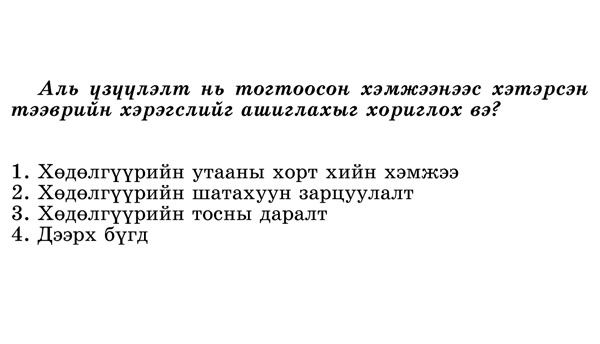 Аль үзүүлэлт нь тогтоосон хэмжээнээс хэтэрсэн
тээврийн хэрэгслийг ашиглахыг хориглох вэ?
1. Хөдөлгүүрийн утааны хорт хийн хэмжээ
2. Хөдөлгүүрийн шатахуун зарцуулалт
3. Хөдөлгүүрийн тосны даралт
4. Дээрх бүгд